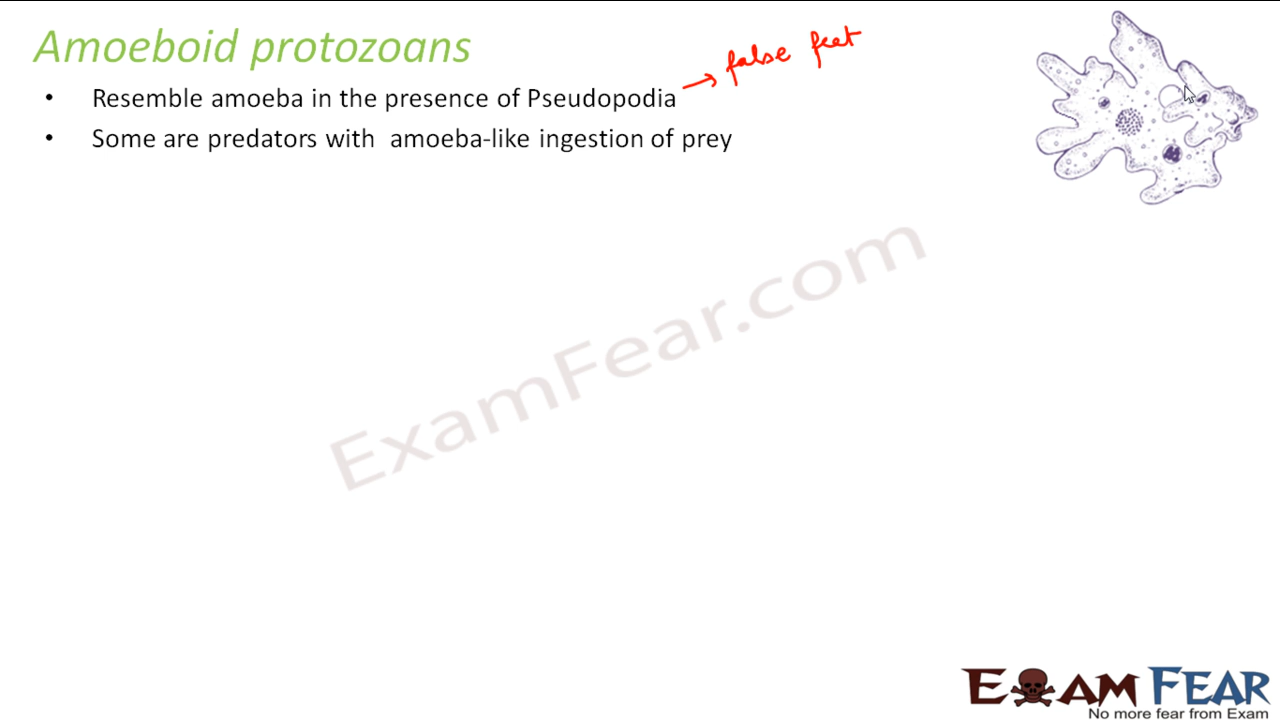 Amoeboid protozoans
false feet
• Resemble amoeba in the presence of Pseudopodia
• Some are predators with amoeba-like ingestion of prey
ExamFear.com
EXAM FEAR
No more fear from Exam